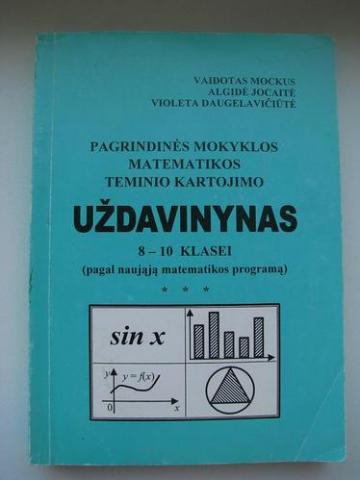 VAIDOTAS MOCKUS
ALGIDĖ JOCAITĖ
VIOLETA DAUGELAVIČIŪTĖ
PAGRINDINĖS MOKYKLOS
MATEMATIKOS
TEMINIO KARTOJIMO
UŽDAVINYNAS
8 – 10 KLASEI
(pagal naująją matematikos programą)
* * *
sin x
y
y = f(x)
0
x